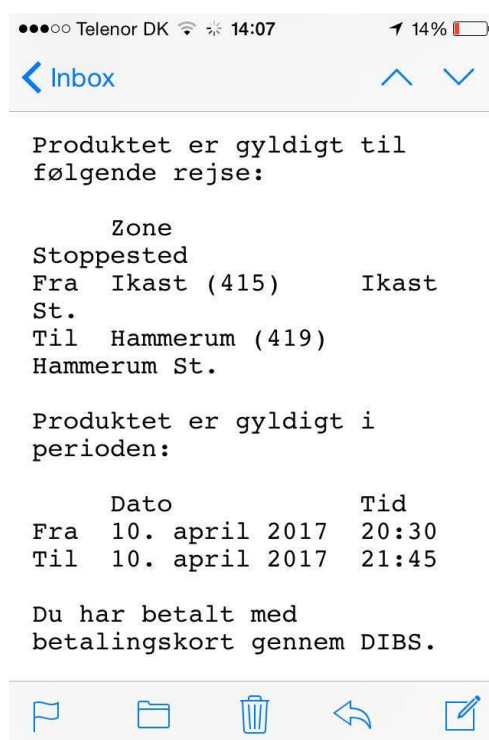 Telenor DK 14:07 14%
Inbox
Produktet er gyldigt til
følgende rejse:
Zone
Stoppested
Fra Ikast (415) Ikast
St.
Til Hammerum (419)
Hammerum St.
Produktet er gyldigt i
perioden:
Dato Tid
Fra 10. april 2017 20:30
Til 10. april 2017 21:45
Du har betalt med
betalingskort gennem DIBS.